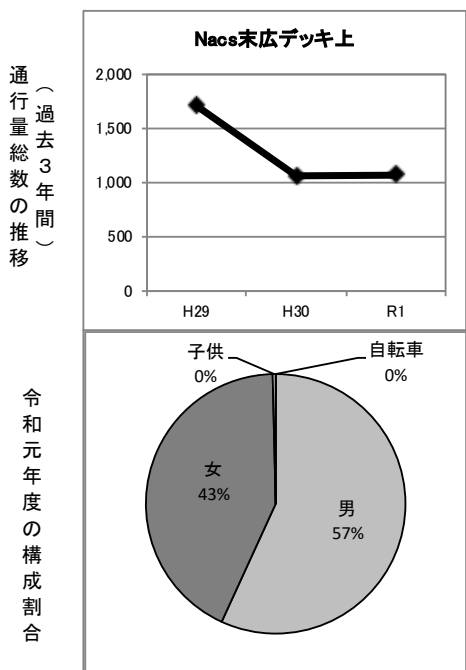 通行量総数の推移
（過去３年間）
Nacs末広デッキ上
2,000
1,500
1,000
500
0
H29
H30
R1
令和元年度の構成割合
子供
0%
自転車
0%
女
43%
男
57%